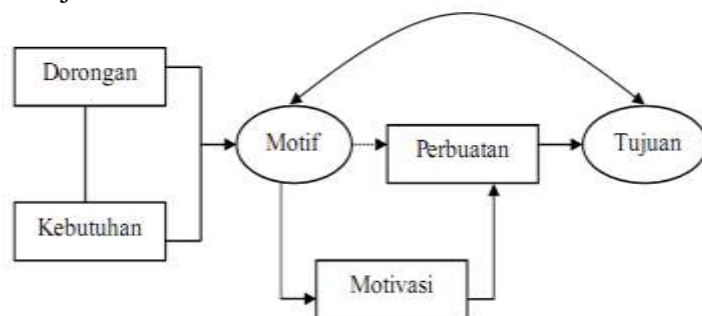 Dorongan
Motif
Perbuatan
Tujuan
Kebutuhan
Motivasi